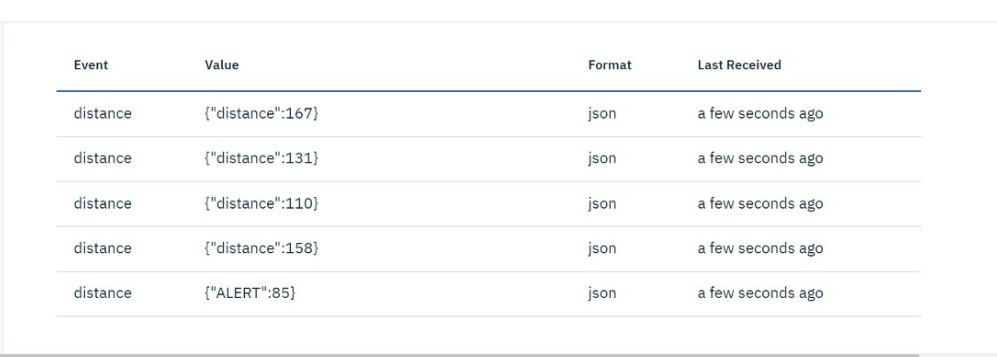 Event Value Format Last Received
distance {"distance":167} json a few seconds ago
distance {"distance":131} json a few seconds ago
distance {"distance":110} json a few seconds ago
distance {"distance":158} json a few seconds ago
distance {"ALERT":85} json a few seconds ago